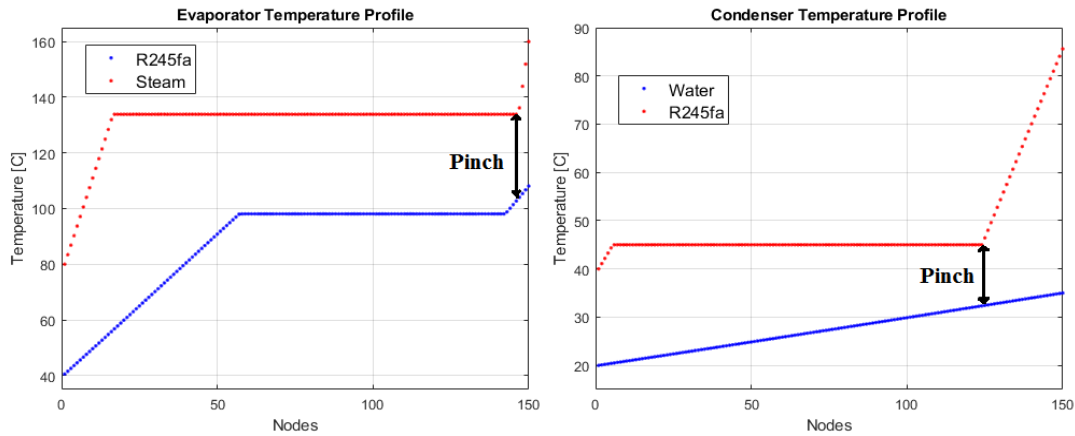 Evaporator Temperature Profile
160
140
120
100
80
60
40
Temperature [C]
R245fa
Steam
Pinch
0
50
100
150
Nodes
Condenser Temperature Profile
90
80
70
60
50
40
30
20
Temperature [C]
Water
R245fa
Pinch
0
50
100
150
Nodes